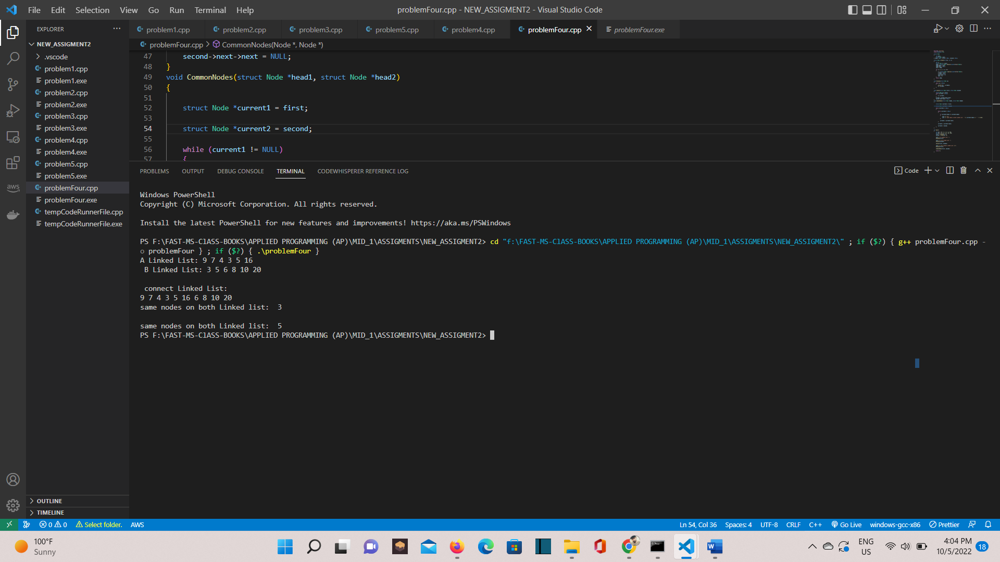 File Edit Selection View Go Run Terminal Help
problemFour.cpp - NEW_ASSIGMENT2 - Visual Studio Code
EXPLORER
NEW_ASSIGMENT2
.vscode
problem1.cpp
problem1.exe
problem2.cpp
problem2.exe
problem3.cpp
problem3.exe
problem4.cpp
problem4.exe
problem5.cpp
problem5.exe
problemFour.cpp
problemFour.exe
tempCodeRunnerFile.cpp
tempCodeRunnerFile.exe
OUTLINE
TIMELINE
problem1.cpp problem2.cpp problem3.cpp problem5.cpp problem4.cpp problemFour.cpp problemFour.exe
problemFour.cpp > CommonNodes(Node *, Node *)
47 second->next->next = NULL;
48 }
49 void CommonNodes(struct Node *head1, struct Node *head2)
50 {
51
52 struct Node *current1 = first;
53
54 struct Node *current2 = second;
55
56 while (current1 != NULL)
57 {
PROBLEMS OUTPUT DEBUG CONSOLE TERMINAL CODEWHISPERER REFERENCE LOG
Code
Windows PowerShell
Copyright (C) Microsoft Corporation. All rights reserved.
Install the latest PowerShell for new features and improvements! https://aka.ms/PSWindows
PS F:\FAST-MS-ClASS-BOOKS\APPLIED PROGRAMMING (AP)\MID_1\ASSIGMENTS\NEW_ASSIGMENT2> cd "f:\FAST-MS-ClASS-BOOKS\APPLIED PROGRAMMING (AP)\MID_1\ASSIGMENTS\NEW_ASSIGMENT2\" ; if ($?) { g++ problemFour.cpp -
o problemFour } ; if ($?) { .\problemFour }
A Linked List: 9 7 4 3 5 16
B Linked List: 3 5 6 8 10 20
connect Linked List:
9 7 4 3 5 16 6 8 10 20
same nodes on both Linked list:  3
same nodes on both Linked list:  5
PS F:\FAST-MS-ClASS-BOOKS\APPLIED PROGRAMMING (AP)\MID_1\ASSIGMENTS\NEW_ASSIGMENT2>
0 0 Select folder. AWS
Ln 54, Col 36 Spaces: 4 UTF-8 CRLF C++ Go Live windows-gcc-x86 Prettier
100°F
Sunny
ENG
US
4:04 PM
10/5/2022
18